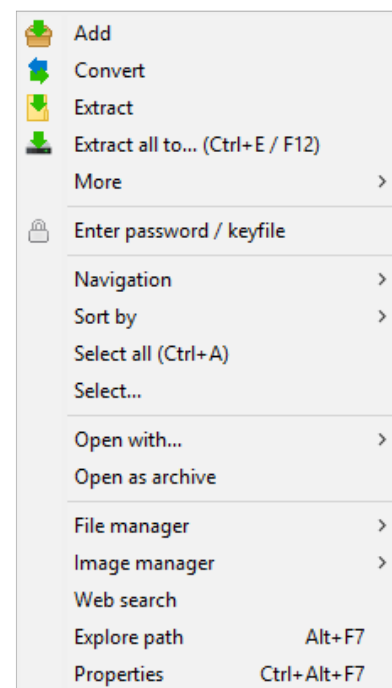 Add
Convert
Extract
Extract all to... (Ctrl+E / F12)
More
Enter password / keyfile
Navigation
Sort by
Select all (Ctrl+A)
Select...
Open with...
Open as archive
File manager
Image manager
Web search
Explore path Alt+F7
Properties Ctrl+Alt+F7